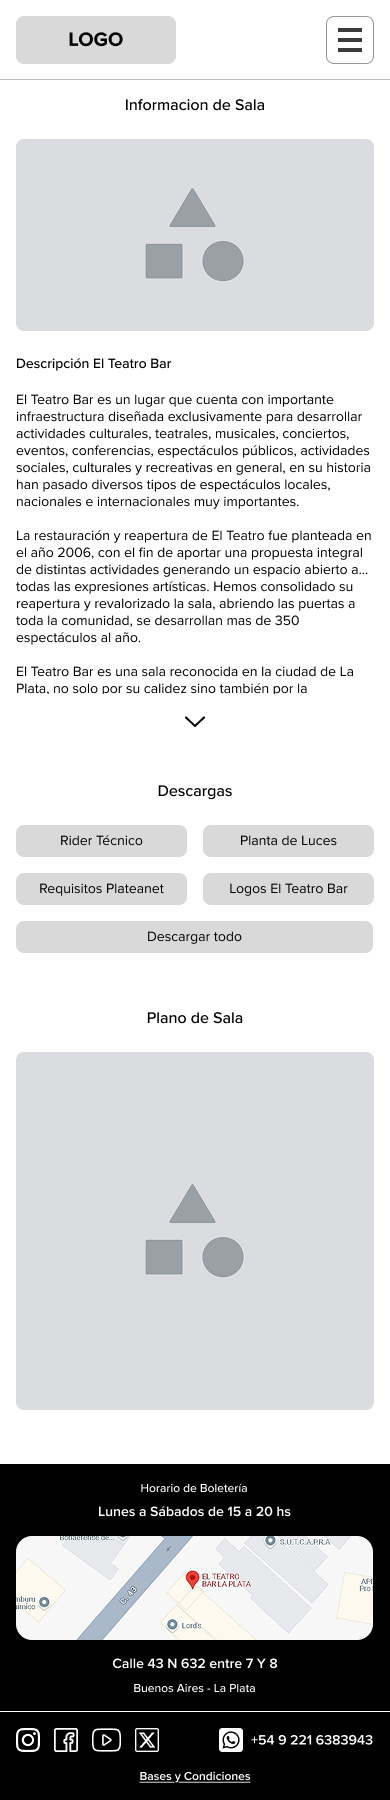 LOGO
Informacion de Sala
Descripción El Teatro Bar
El Teatro Bar es un lugar que cuenta con importante
infraestructura diseñada exclusivamente para desarrollar
actividades culturales, teatrales, musicales, conciertos,
eventos, conferencias, espectáculos públicos, actividades
sociales, culturales y recreativas en general, en su historia
han pasado diversos tipos de espectáculos locales,
nacionales e internacionales muy importantes.
La restauración y reapertura de El Teatro fue planteada en
el año 2006, con el fin de aportar una propuesta integral
de distintas actividades generando un espacio abierto a...
todas las expresiones artísticas. Hemos consolidado su
reapertura y revalorizado la sala, abriendo las puertas a
toda la comunidad, se desarrollan mas de 350
espectáculos al año.
El Teatro Bar es una sala reconocida en la ciudad de La
Plata, no solo por su calidez sino también por la
Descargas
Rider Técnico
Planta de Luces
Requisitos Plateanet
Logos El Teatro Bar
Descargar todo
Plano de Sala
Horario de Boletería
Lunes a Sábados de 15 a 20 hs
S.U.T.C.A.P.R.A
EL TEATRO
BAR LA PLATA
C. 43
Lord's
Calle 43 N 632 entre 7 Y 8
Buenos Aires - La Plata
+54 9 221 6383943
Bases y Condiciones